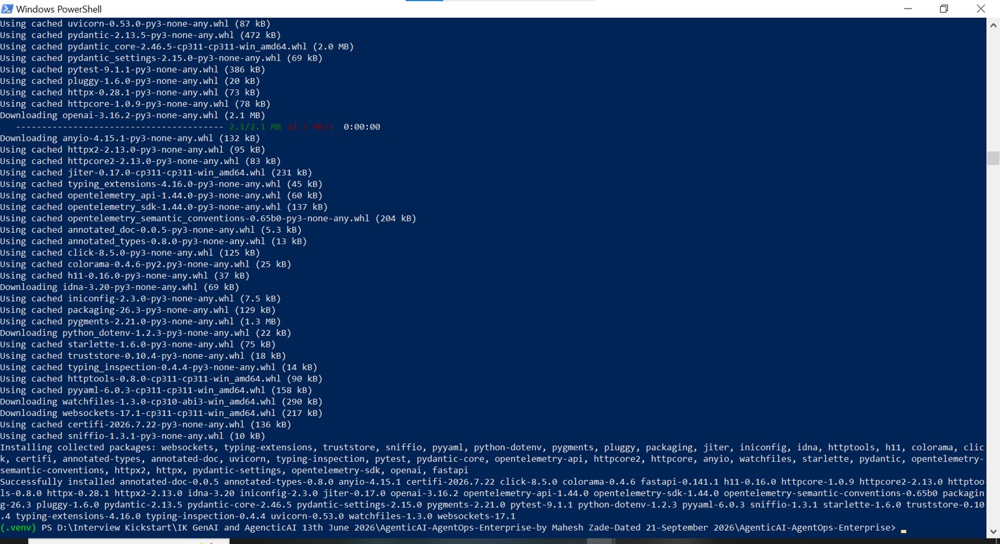 Windows PowerShell
Using cached uvicorn-0.53.0-py3-none-any.whl (87 kB)
Using cached pydantic-2.13.5-py3-none-any.whl (472 kB)
Using cached pydantic_core-2.46.5-cp311-cp311-win_amd64.whl (2.0 MB)
Using cached pydantic_settings-2.15.0-py3-none-any.whl (69 kB)
Using cached pytest-9.1.1-py3-none-any.whl (386 kB)
Using cached pluggy-1.6.0-py3-none-any.whl (20 kB)
Using cached httpx-0.28.1-py3-none-any.whl (73 kB)
Using cached httpcore-1.0.9-py3-none-any.whl (78 kB)
Downloading openai-3.16.2-py3-none-any.whl (2.1 MB)
---------------------------------------- 2.1/2.1 MB 14.3 MB/s  0:00:00
Downloading anyio-4.15.1-py3-none-any.whl (132 kB)
Using cached httpx2-2.13.0-py3-none-any.whl (95 kB)
Using cached httpcore2-2.13.0-py3-none-any.whl (83 kB)
Using cached jiter-0.17.0-cp311-cp311-win_amd64.whl (231 kB)
Using cached typing_extensions-4.16.0-py3-none-any.whl (45 kB)
Using cached opentelemetry_api-1.44.0-py3-none-any.whl (60 kB)
Using cached opentelemetry_sdk-1.44.0-py3-none-any.whl (137 kB)
Using cached opentelemetry_semantic_conventions-0.65b0-py3-none-any.whl (204 kB)
Using cached annotated_doc-0.0.5-py3-none-any.whl (5.3 kB)
Using cached annotated_types-0.8.0-py3-none-any.whl (13 kB)
Using cached click-8.5.0-py3-none-any.whl (125 kB)
Using cached colorama-0.4.6-py2.py3-none-any.whl (25 kB)
Using cached h11-0.16.0-py3-none-any.whl (37 kB)
Downloading idna-3.20-py3-none-any.whl (69 kB)
Using cached iniconfig-2.3.0-py3-none-any.whl (7.5 kB)
Using cached packaging-26.3-py3-none-any.whl (129 kB)
Using cached pygments-2.21.0-py3-none-any.whl (1.3 MB)
Downloading python_dotenv-1.2.3-py3-none-any.whl (22 kB)
Using cached starlette-1.6.0-py3-none-any.whl (75 kB)
Using cached truststore-0.10.4-py3-none-any.whl (18 kB)
Using cached typing_inspection-0.4.4-py3-none-any.whl (14 kB)
Using cached httptools-0.8.0-cp311-cp311-win_amd64.whl (90 kB)
Using cached pyyaml-6.0.3-cp311-cp311-win_amd64.whl (158 kB)
Downloading watchfiles-1.3.0-cp310-abi3-win_amd64.whl (290 kB)
Downloading websockets-17.1-cp311-cp311-win_amd64.whl (217 kB)
Using cached certifi-2026.7.22-py3-none-any.whl (136 kB)
Using cached sniffio-1.3.1-py3-none-any.whl (10 kB)
Installing collected packages: websockets, typing-extensions, truststore, sniffio, pyyaml, python-dotenv, pygments, pluggy, packaging, jiter, iniconfig, idna, httptools, h11, colorama, clic
k, certifi, annotated-types, annotated-doc, uvicorn, typing-inspection, pytest, pydantic-core, opentelemetry-api, httpcore2, httpcore, anyio, watchfiles, starlette, pydantic, opentelemetry-
semantic-conventions, httpx2, httpx, pydantic-settings, opentelemetry-sdk, openai, fastapi
Successfully installed annotated-doc-0.0.5 annotated-types-0.8.0 anyio-4.15.1 certifi-2026.7.22 click-8.5.0 colorama-0.4.6 fastapi-0.141.1 h11-0.16.0 httpcore-1.0.9 httpcore2-2.13.0 httptoo
ls-0.8.0 httpx-0.28.1 httpx2-2.13.0 idna-3.20 iniconfig-2.3.0 jiter-0.17.0 openai-3.16.2 opentelemetry-api-1.44.0 opentelemetry-sdk-1.44.0 opentelemetry-semantic-conventions-0.65b0 packagin
g-26.3 pluggy-1.6.0 pydantic-2.13.5 pydantic-core-2.46.5 pydantic-settings-2.15.0 pygments-2.21.0 pytest-9.1.1 python-dotenv-1.2.3 pyyaml-6.0.3 sniffio-1.3.1 starlette-1.6.0 truststore-0.10
.4 typing-extensions-4.16.0 typing-inspection-0.4.4 uvicorn-0.53.0 watchfiles-1.3.0 websockets-17.1
(.venv) PS D:\Interview Kickstart\IK GenAI and AgencticAI 13th June 2026\AgenticAI-AgentOps-Enterprise-by Mahesh Zade-Dated 21-September 2026\AgenticAI-AgentOps-Enterprise>